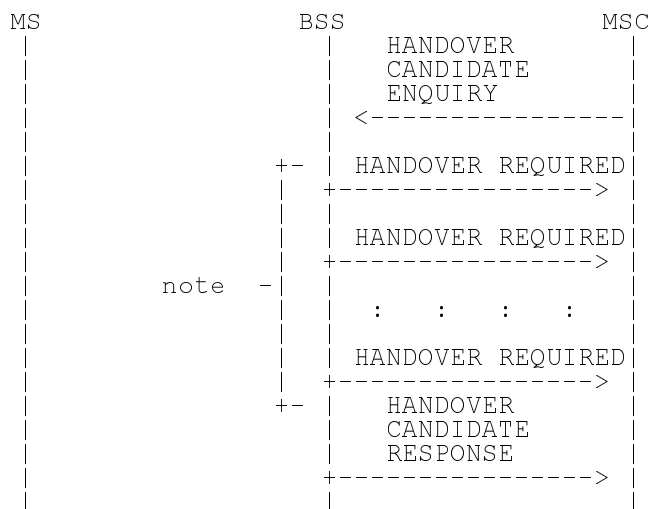 MS BSS MSC
HANDOVER
CANDIDATE
ENQUIRY
HANDOVER REQUIRED
HANDOVER REQUIRED
note
: : : :
HANDOVER REQUIRED
HANDOVER
CANDIDATE
RESPONSE